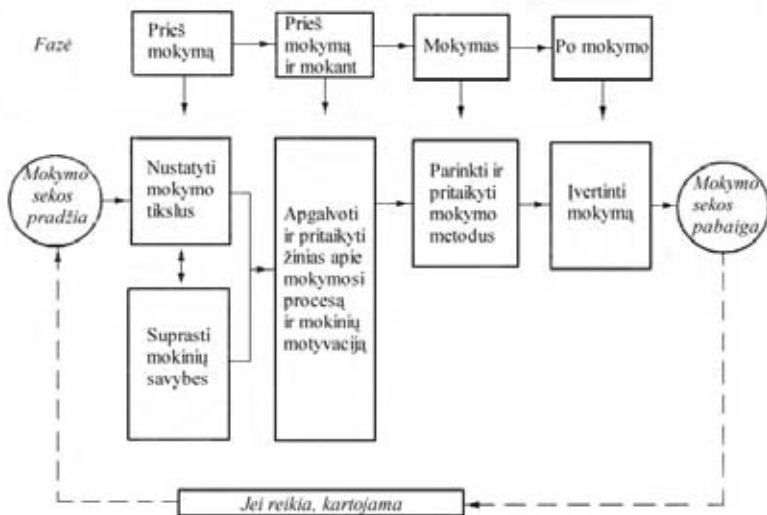 Fazė
Prieš
mokymą
Prieš
mokymą
ir mokant
Mokymas
Po mokymo
Mokymo
sekos
pradžia
Nustatyti
mokymo
tikslus
Suprasti
mokinių
savybes
Apgalvoti
ir pritaikyti
žinias apie
mokymosi
procesą
ir mokinių
motyvaciją
Parinkti ir
pritaikyti
mokymo
metodus
Įvertinti
mokymą
Mokymo
sekos
pabaiga
Jei reikia, kartojama